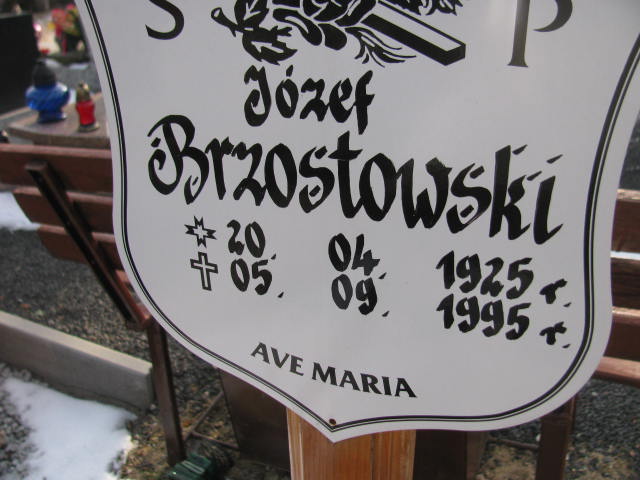 Ś P
Józef
Brzostowski
20. 04. 1925 r.
05. 09. 1995 r.
AVE MARIA